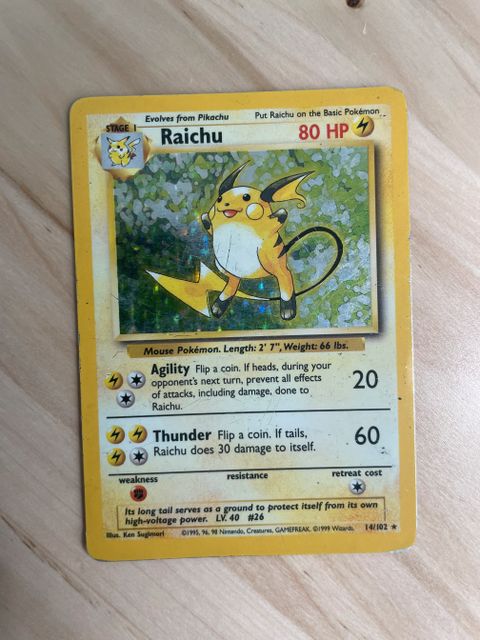 Evolves from Pikachu Put Raichu on the Basic Pokémon
STAGE 1
Raichu 80 HP
Mouse Pokémon. Length: 2' 7", Weight: 66 lbs.
Agility Flip a coin. If heads, during your
opponent's next turn, prevent all effects
of attacks, including damage, done to
Raichu.
20
Thunder Flip a coin. If tails,
Raichu does 30 damage to itself.
60
weakness resistance retreat cost
Its long tail serves as a ground to protect itself from its own
high-voltage power. LV. 40 #26
Illus. Ken Sugimori ©1995, 96, 98 Nintendo, Creatures, GAMEFREAK. ©1999 Wizards. 14/102 ★